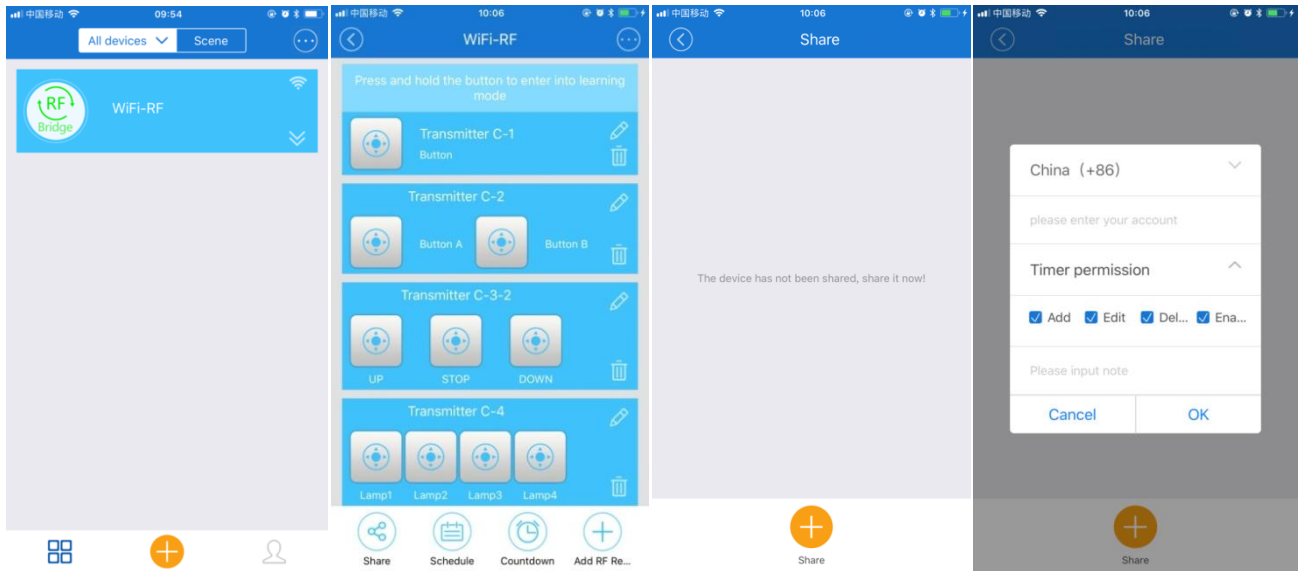 中国移动 09:54
All devices Scene
RF
Bridge
WiFi-RF
中国移动 10:06
WiFi-RF
Press and hold the button to enter into learning
mode
Transmitter C-1
Button
Transmitter C-2
Button A Button B
Transmitter C-3-2
UP STOP DOWN
Transmitter C-4
Lamp1 Lamp2 Lamp3 Lamp4
Share Schedule Countdown Add RF Re...
中国移动 10:06
Share
The device has not been shared, share it now!
Share
中国移动 10:06
Share
China（+86）
please enter your account
Timer permission
Add Edit Del... Ena...
Please input note
Cancel OK
Share